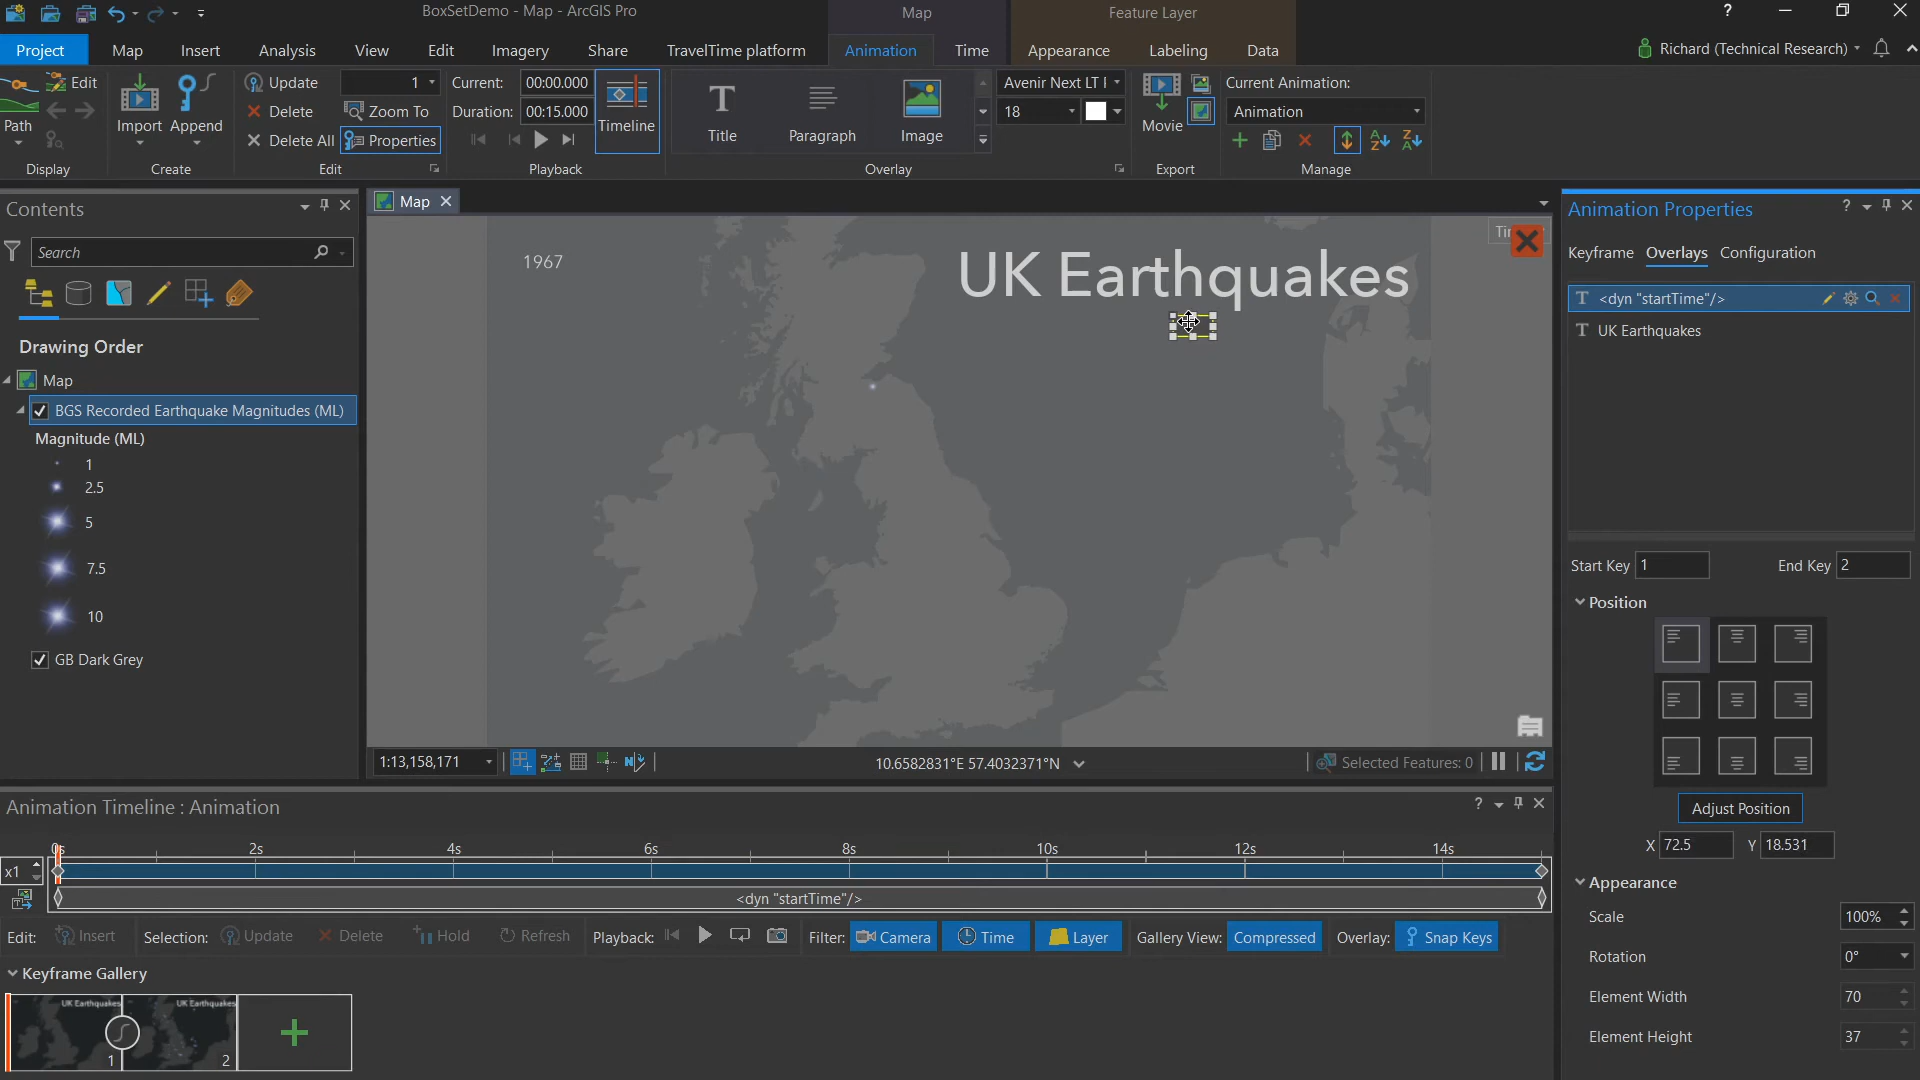 BoxSetDemo - Map - ArcGIS Pro
Map
Feature Layer
?
Project
Map
Insert
Analysis
View
Edit
Imagery
Share
TravelTime platform
Animation
Time
Appearance
Labeling
Data
Richard (Technical Research)
Path
Edit
Display
Import
Append
Create
Update
Delete
Delete All
1
Zoom To
Properties
Edit
Current:
00:00.000
Duration:
00:15.000
Timeline
Playback
Title
Paragraph
Image
Overlay
Avenir Next LT
18
Movie
Export
Current Animation:
Animation
Manage
Contents
Search
Drawing Order
Map
BGS Recorded Earthquake Magnitudes (ML)
Magnitude (ML)
1
2.5
5
7.5
10
GB Dark Grey
Map
1967
UK Earthquakes
1:13,158,171
10.6582831°E 57.4032371°N
Selected Features: 0
Animation Properties
?
Keyframe
Overlays
Configuration
<dyn "startTime"/>
UK Earthquakes
Start Key
1
End Key
2
Position
Adjust Position
X
72.5
Y
18.531
Appearance
Scale
100%
Rotation
0°
Element Width
70
Element Height
37
Animation Timeline : Animation
?
0s
2s
4s
6s
8s
10s
12s
14s
x1
<dyn "startTime"/>
Edit:
Insert
Selection:
Update
Delete
Hold
Refresh
Playback:
Filter:
Camera
Time
Layer
Gallery View:
Compressed
Overlay:
Snap Keys
Keyframe Gallery
UK Earthquakes
1
UK Earthquakes
2